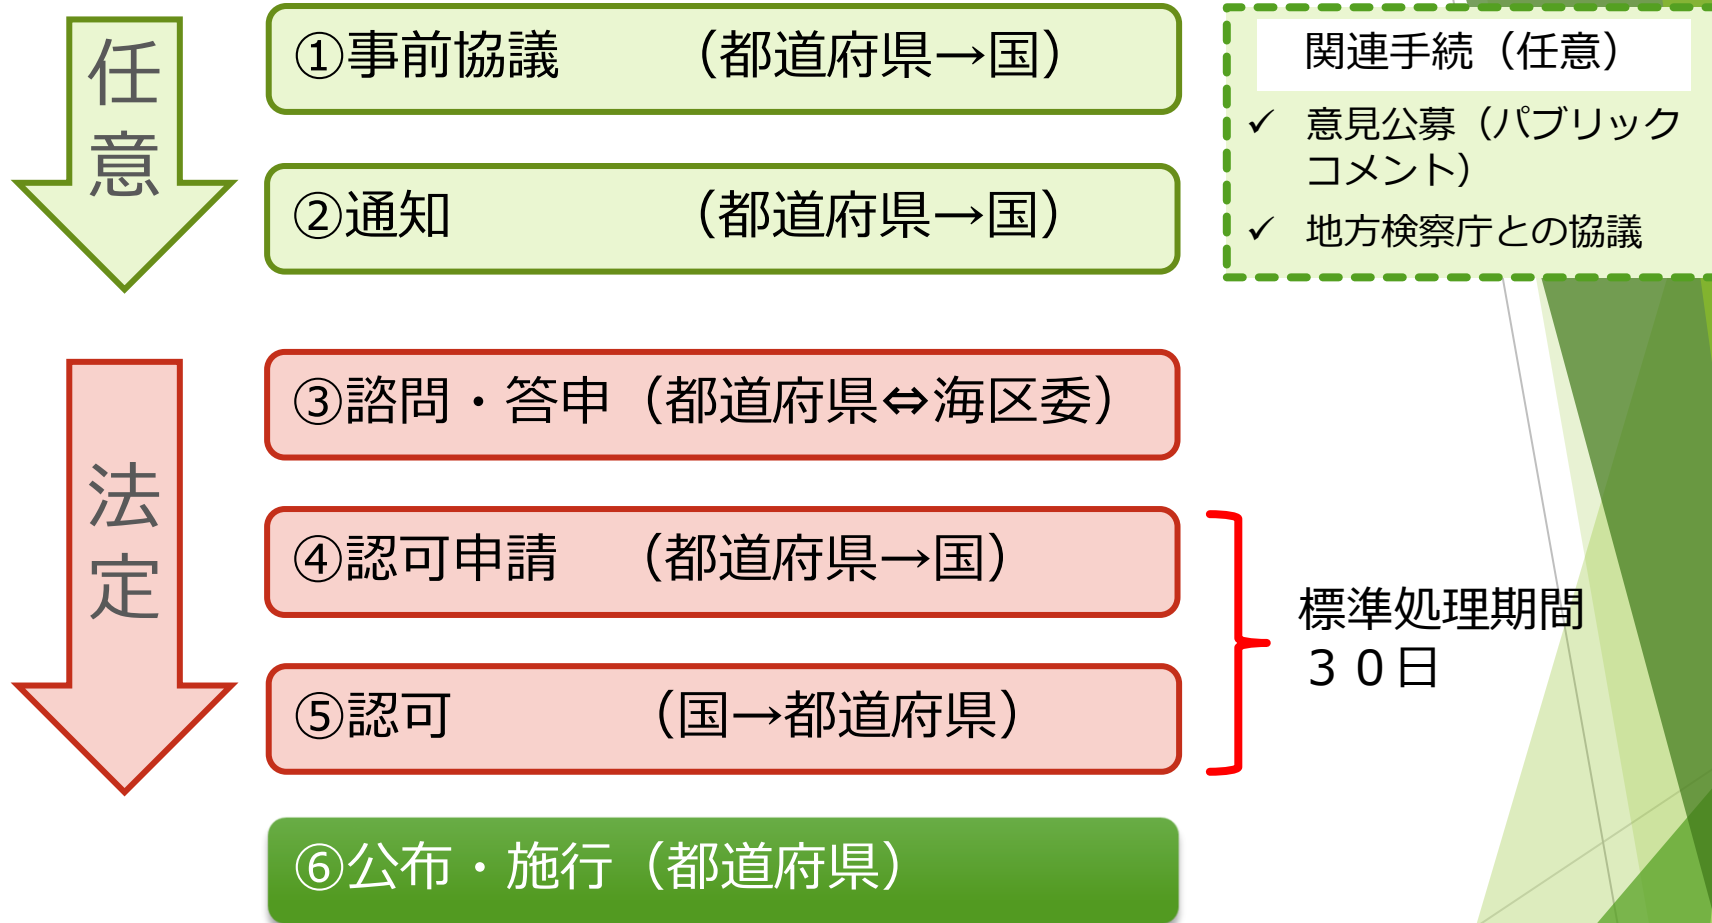 任意
①事前協議　（都道府県→国）
②通知　（都道府県→国）
関連手続（任意）
✓ 意見公募（パブリック
コメント）
✓ 地方検察庁との協議
法定
③諮問・答申（都道府県⇔海区委）
④認可申請　（都道府県→国）
⑤認可　（国→都道府県）
標準処理期間
３０日
⑥公布・施行（都道府県）